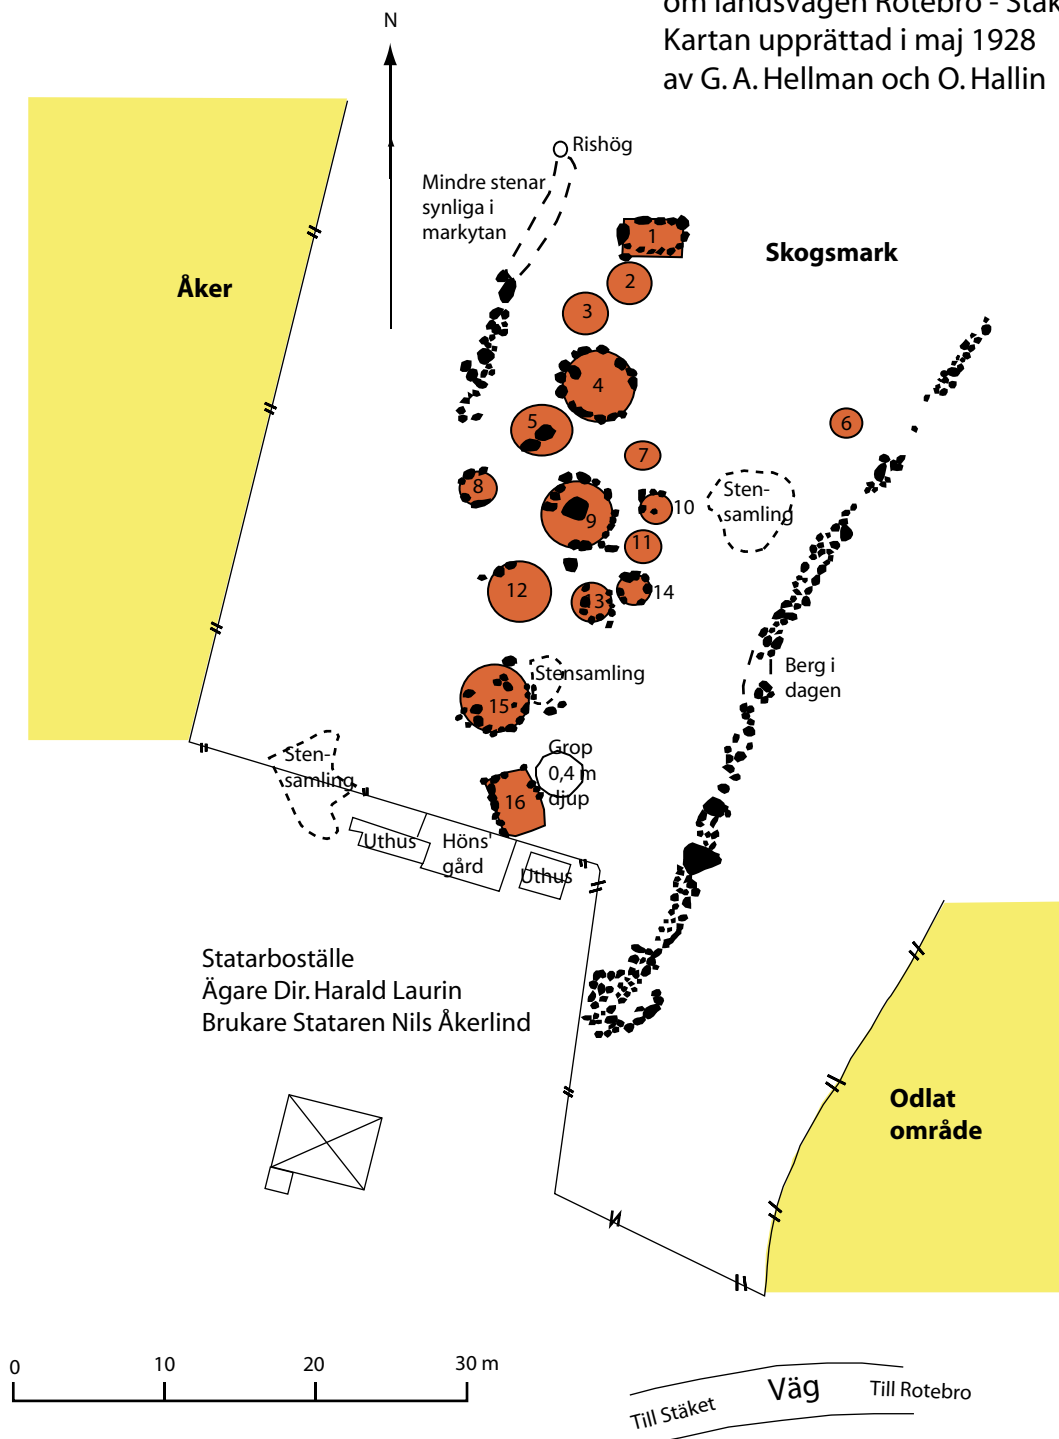 om landsvägen Rotebro - Stäk
Kartan upprättad i maj 1928
av G. A. Hellman och O. Hallin
N
Rishög
Mindre stenar
synliga i
markytan
1
Skogsmark
2
Åker
3
4
5
6
7
8
Sten-
samling
9
10
11
12
13
14
Stensamling
Berg i
dagen
15
Sten-
samling
Grop
0,4 m
djup
16
Uthus
Höns'
gård
Uthus
Statarboställe
Ägare Dir. Harald Laurin
Brukare Stataren Nils Åkerlind
Odlat
område
0 10 20 30 m
Till Stäket Väg Till Rotebro